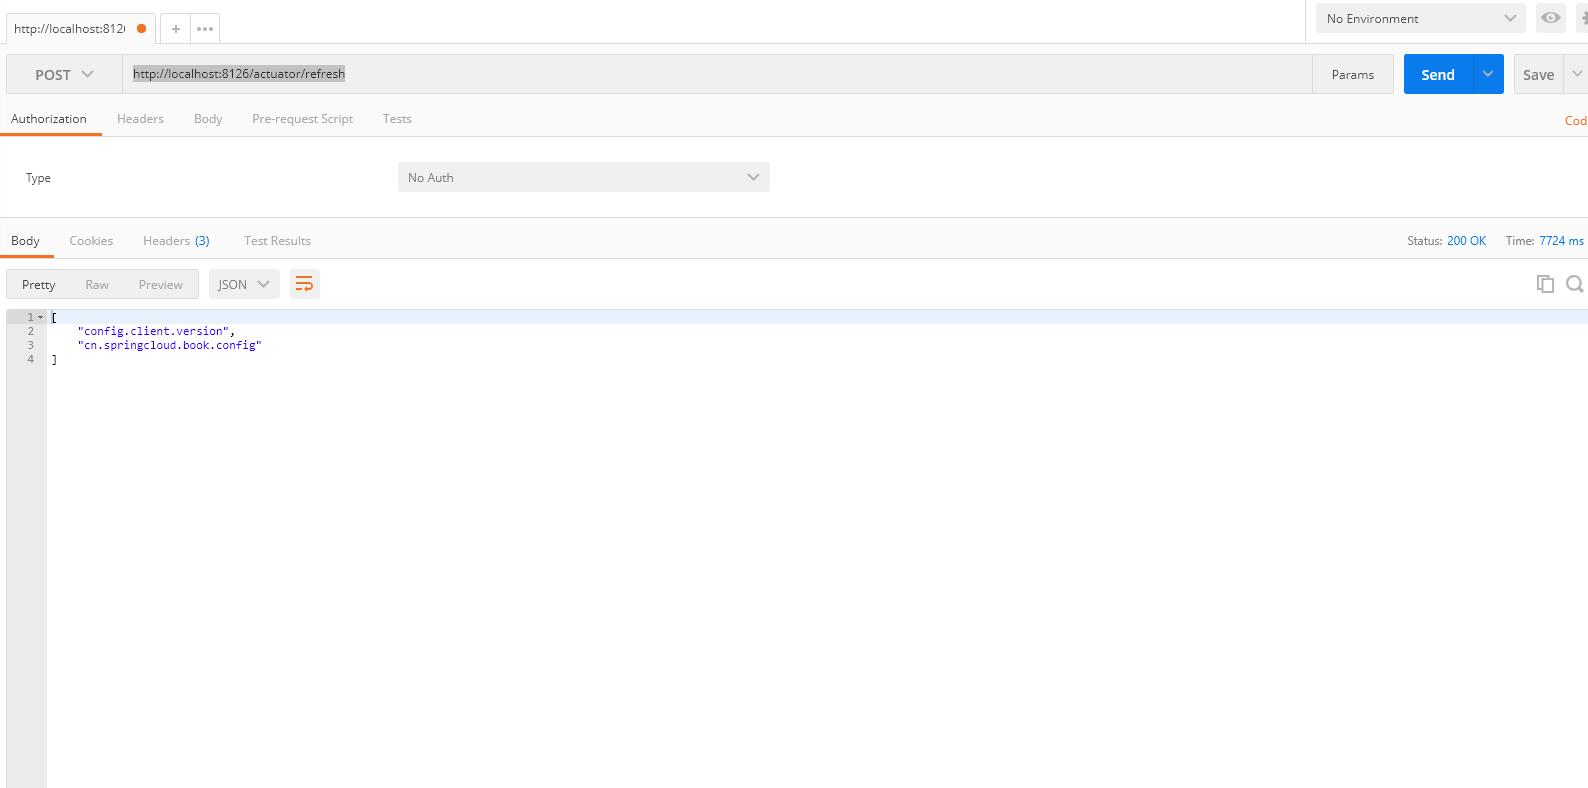 http://localhost:812
No Environment
POST
http://localhost:8126/actuator/refresh
Params
Send
Save
Authorization
Headers
Body
Pre-request Script
Tests
Cod
Type
No Auth
Body
Cookies
Headers (3)
Test Results
Status: 200 OK
Time: 7724 ms
Pretty
Raw
Preview
JSON
1 [
2 "config.client.version",
3 "cn.springcloud.book.config"
4 ]